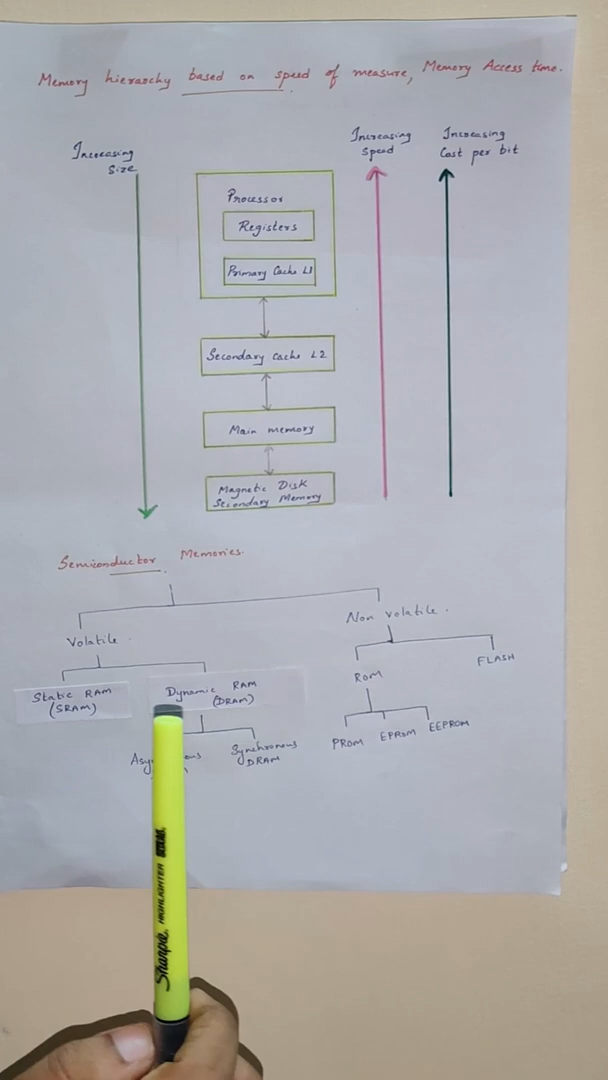 Memory hierarchy based on speed of measure, Memory Access time.
Increasing
Size
Increasing
Speed
Increasing
Cost per bit
Processor
Registers
Primary Cache L1
Secondary Cache L2
Main memory
Magnetic Disk
Secondary Memory
Semiconductor Memories.
Volatile.
Non Volatile.
Static RAM
(SRAM)
Dynamic RAM
(DRAM)
ROM
FLASH
Synchronous
DRAM
PROM EPROM EEPROM
Sharpie HIGHLIGHTER